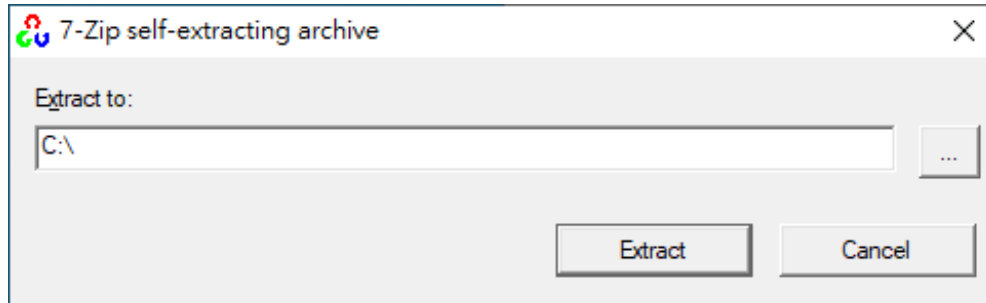 7-Zip self-extracting archive
Extract to:
C:\
...
Extract Cancel